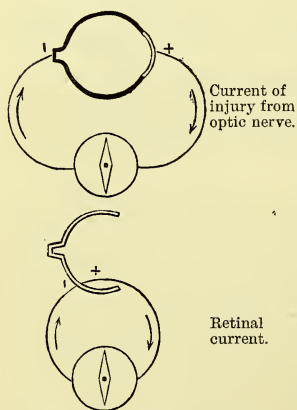 - +
Current of
injury from
optic nerve.
- +
Retinal
current.